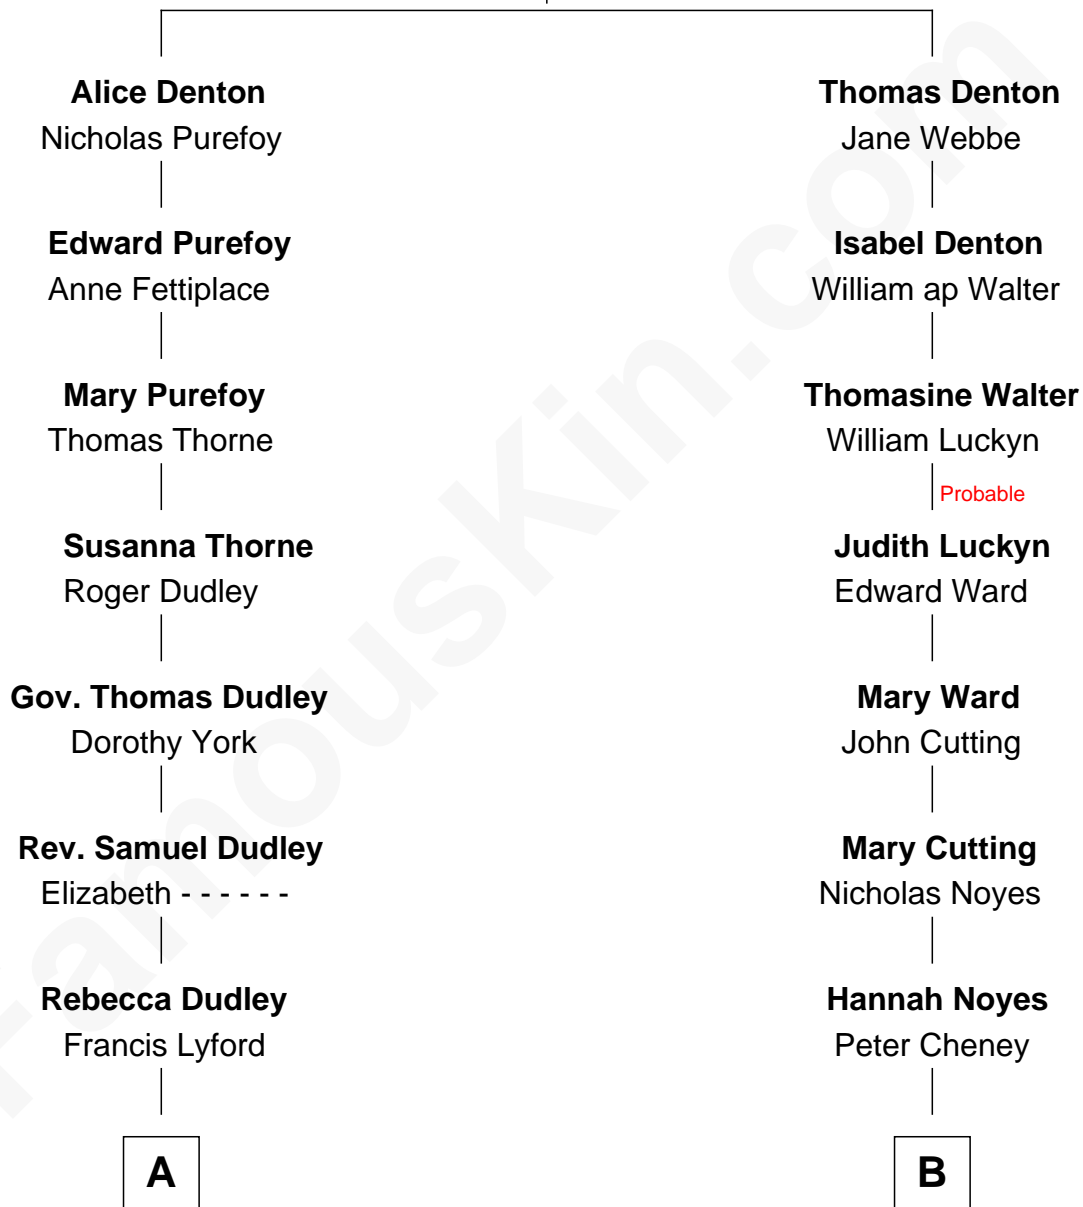 Alice Denton
Nicholas Purefoy
Edward Purefoy
Anne Fettiplace
Mary Purefoy
Thomas Thorne
Susanna Thorne
Roger Dudley
Gov. Thomas Dudley
Dorothy York
Rev. Samuel Dudley
Elizabeth - - - - - -
Rebecca Dudley
Francis Lyford
A
Thomas Denton
Jane Webbe
Isabel Denton
William ap Walter
Thomasine Walter
William Luckyn
Probable
Judith Luckyn
Edward Ward
Mary Ward
John Cutting
Mary Cutting
Nicholas Noyes
Hannah Noyes
Peter Cheney
B
FamousKin.com